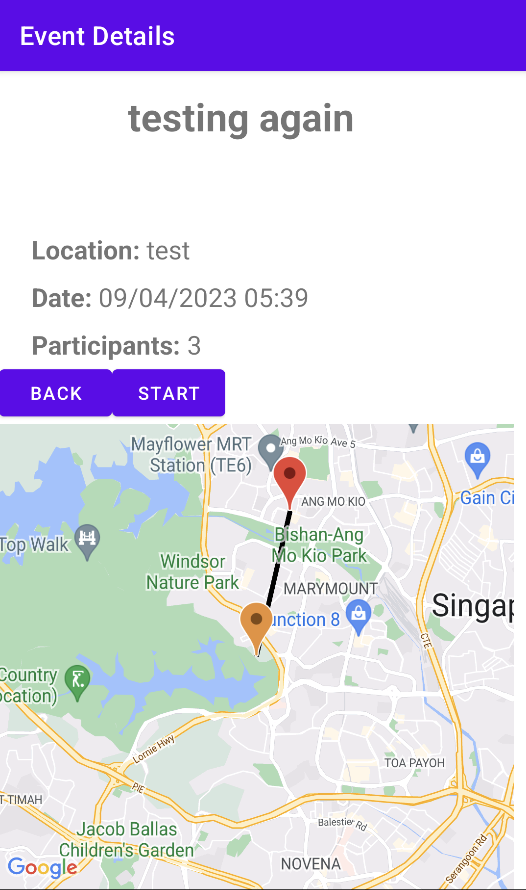 Event Details
testing again
Location: test
Date: 09/04/2023 05:39
Participants: 3
BACK
START
Mayflower MRT
Station (TE6)
Ang Mo Kio Ave 5
ANG MO KIO
Gain Ci
Top Walk
Bishan-Ang
Mo Kio Park
Windsor
Nature Park
MARYMOUNT
unction 8
Singap
CTE
Country
ocation)
Lornie Hwy
PIE
TOA PAYOH
T TIMAH
Jacob Ballas
Children's Garden
Balestier Rd
Serangoon Rd
NOVENA
Google